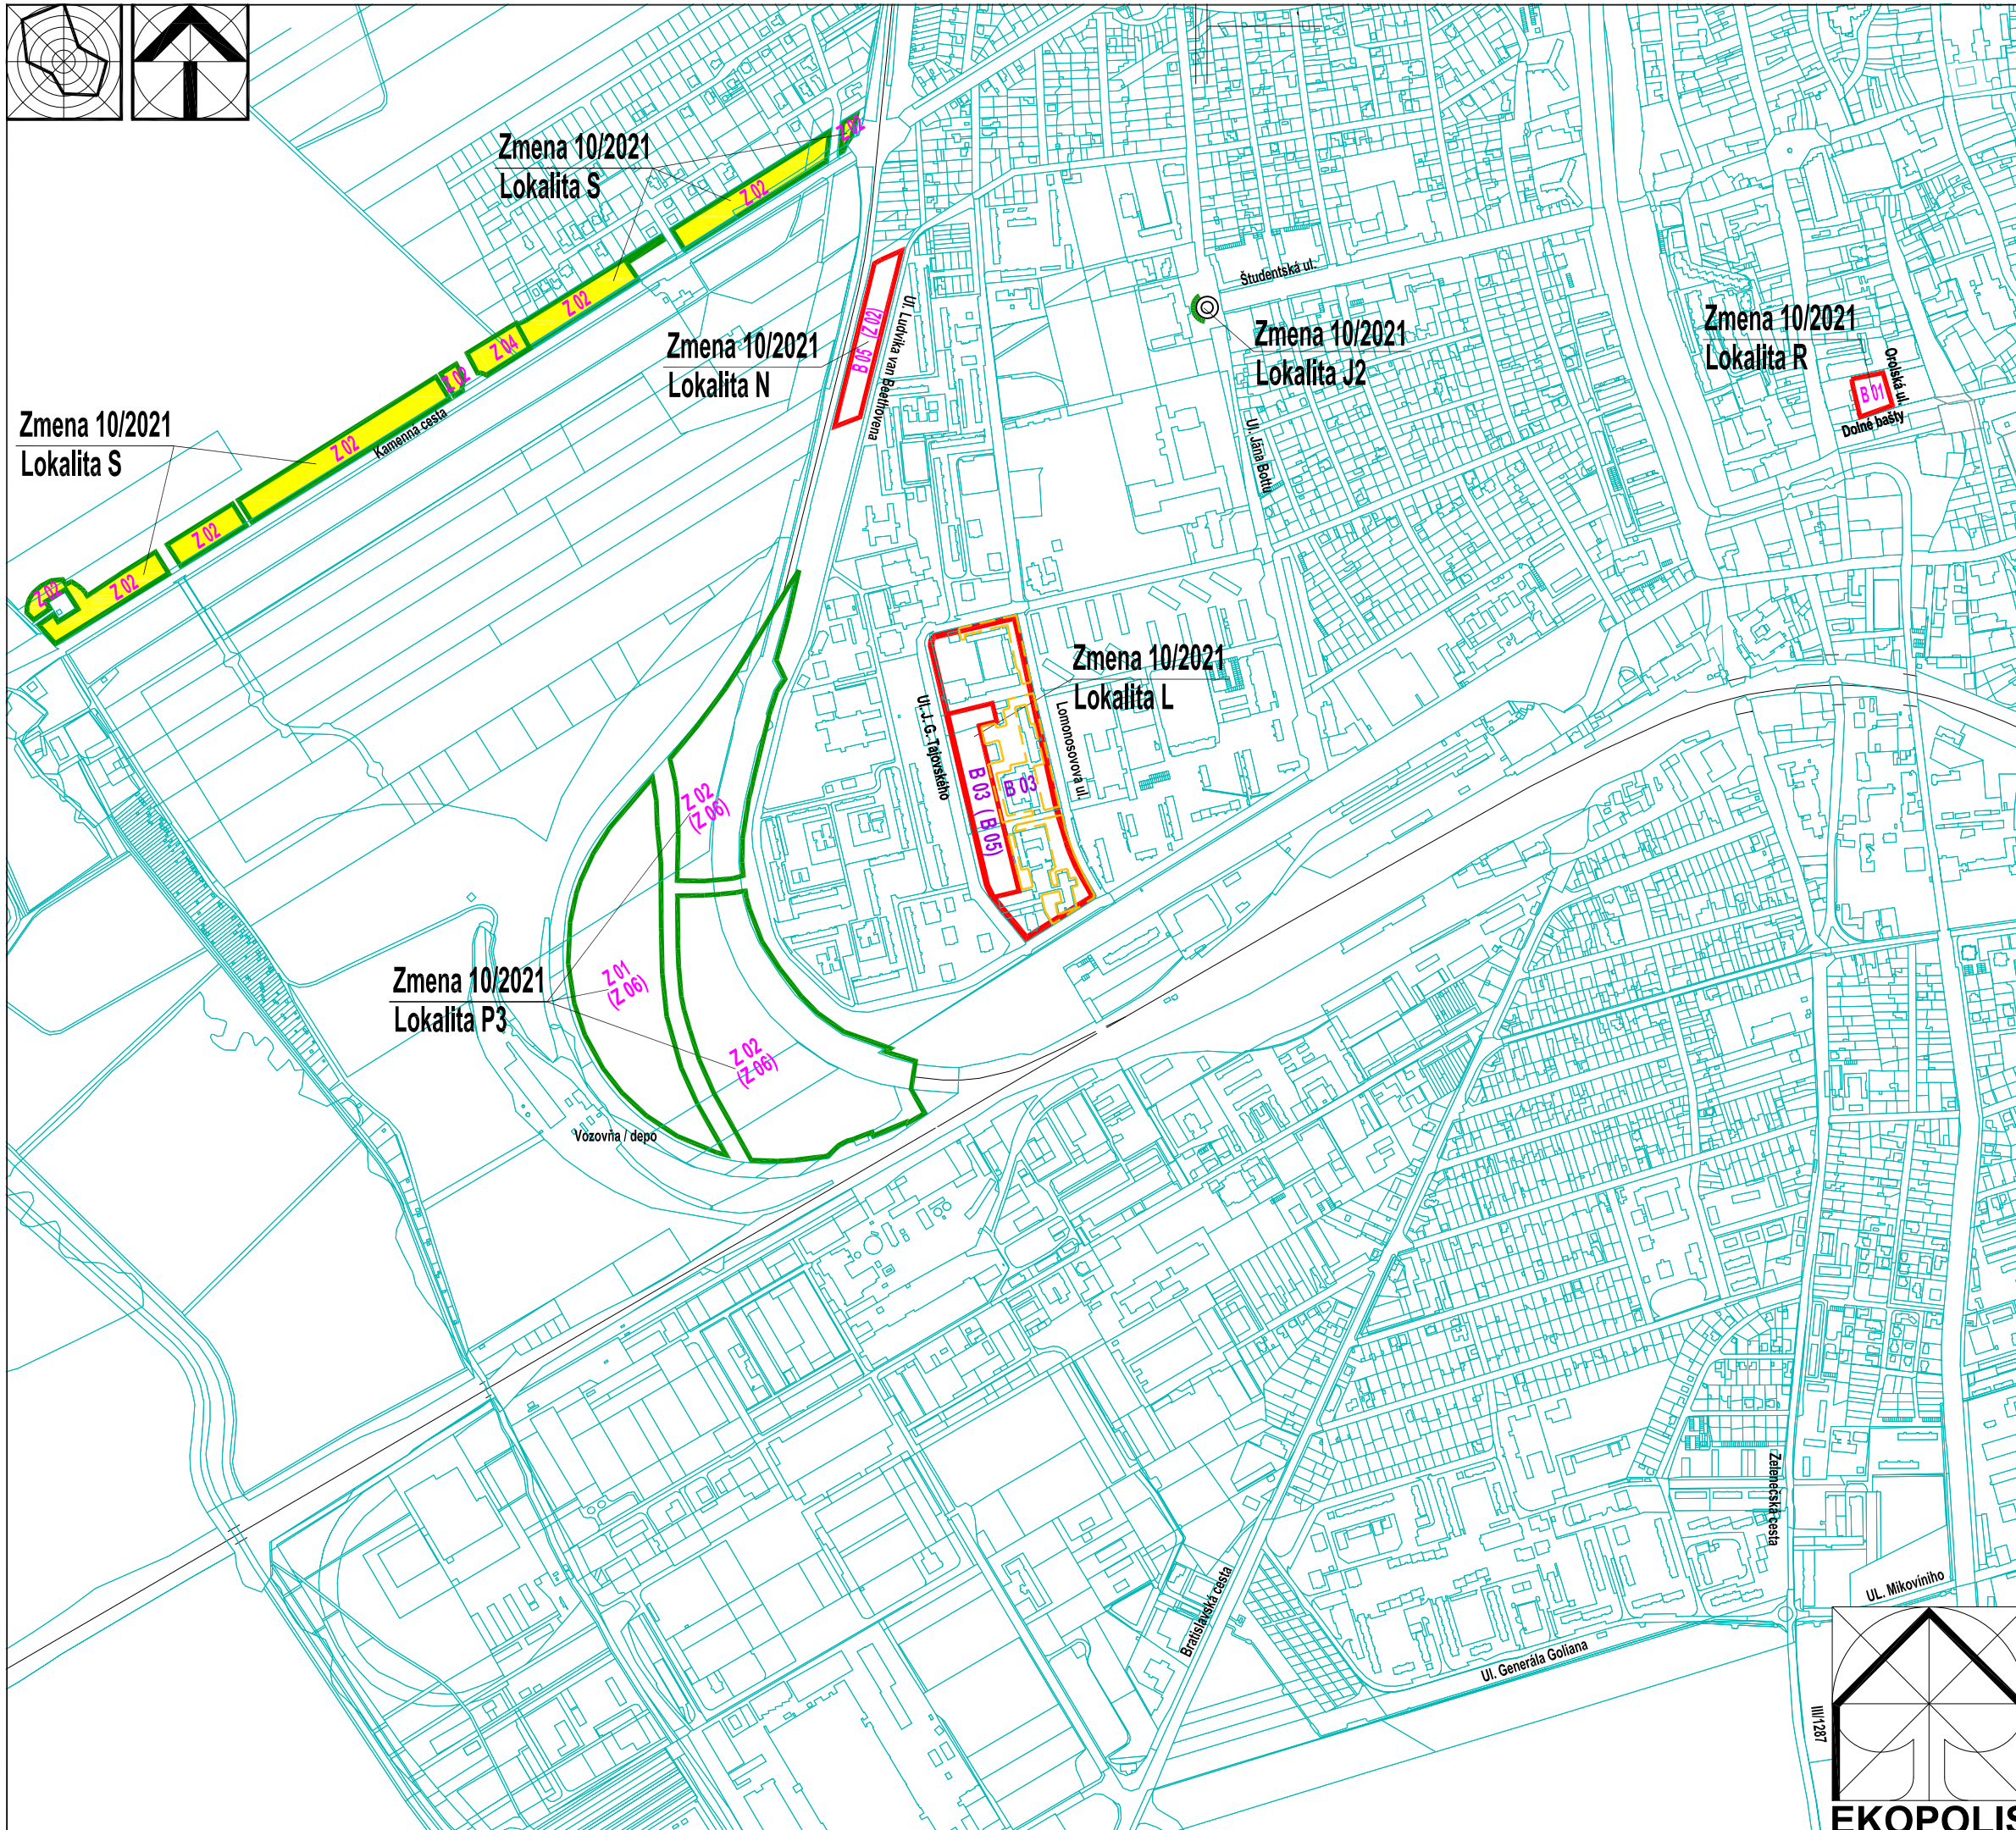 Zmena 10/2021
Lokalita S
Z 02
Z 02
Študentská ul.
Z 02
Zmena 10/2021
Lokalita N
B 05 (Z 02)
Ul. Ludvika van Beethovena
Zmena 10/2021
Lokalita J2
Zmena 10/2021
Lokalita R
Orolská ul.
B 01
Dolné bašty
Z 04
Z 02
Zmena 10/2021
Lokalita S
Z 02
Kamenná cesta
Ul. Jána Bottu
Z 02
Z 02
Z 02
Zmena 10/2021
Lokalita L
Ul. J. G. Tajovského
Lomonosovova ul.
B 03 ( B 05)
B 03
Z 02
(Z 06)
Zmena 10/2021
Lokalita P3
Z 01
(Z 06)
Z 02
(Z 06)
Vozovňa / depo
Zelenečská cesta
Bratislavská cesta
UL. Mikoviniho
Ul. Generála Goliana
III/1287
EKOPOLIS